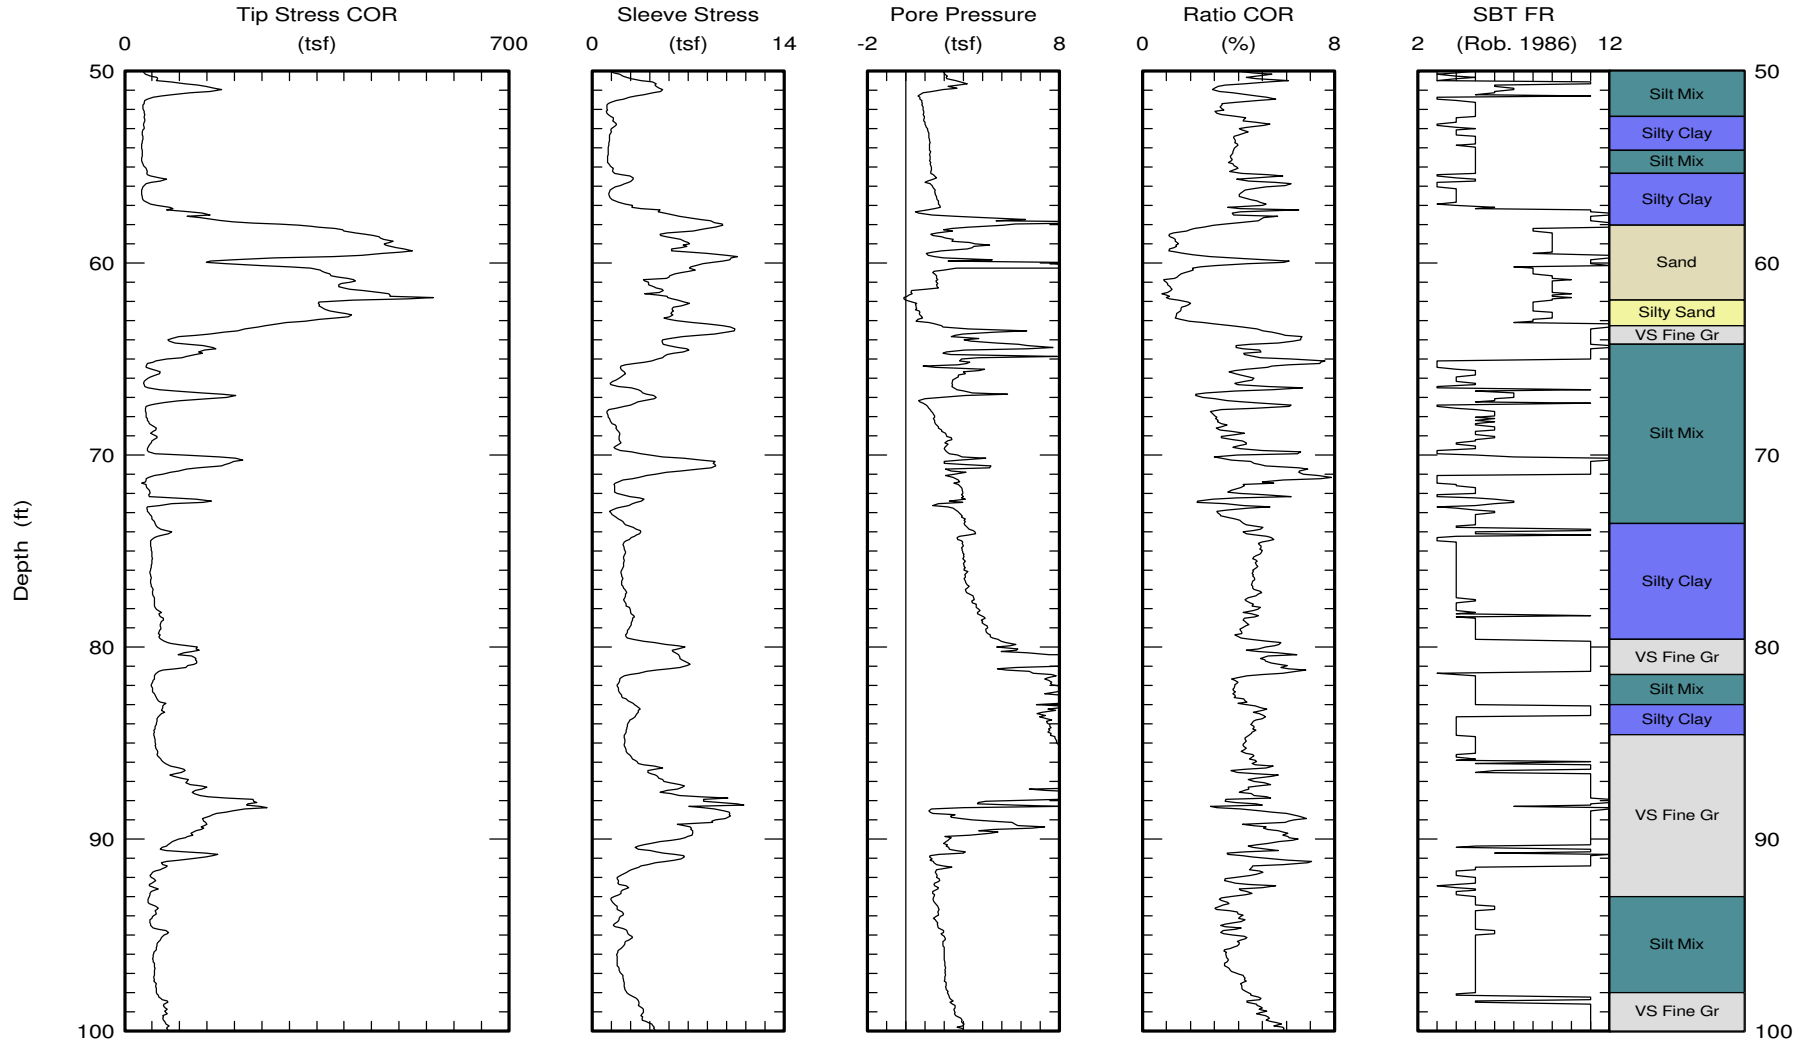 Tip Stress COR Sleeve Stress Pore Pressure Ratio COR SBT FR
0 (tsf) 700 0 (tsf) 14 -2 (tsf) 8 0 (%) 8 2 (Rob. 1986) 12
50 50
Silt Mix
Silty Clay
Silt Mix
Silty Clay
60 Sand 60
Silty Sand
VS Fine Gr
Silt Mix
70 70
Depth (ft)
Silty Clay
80 80
VS Fine Gr
Silt Mix
Silty Clay
VS Fine Gr
90 90
Silt Mix
VS Fine Gr
100 100